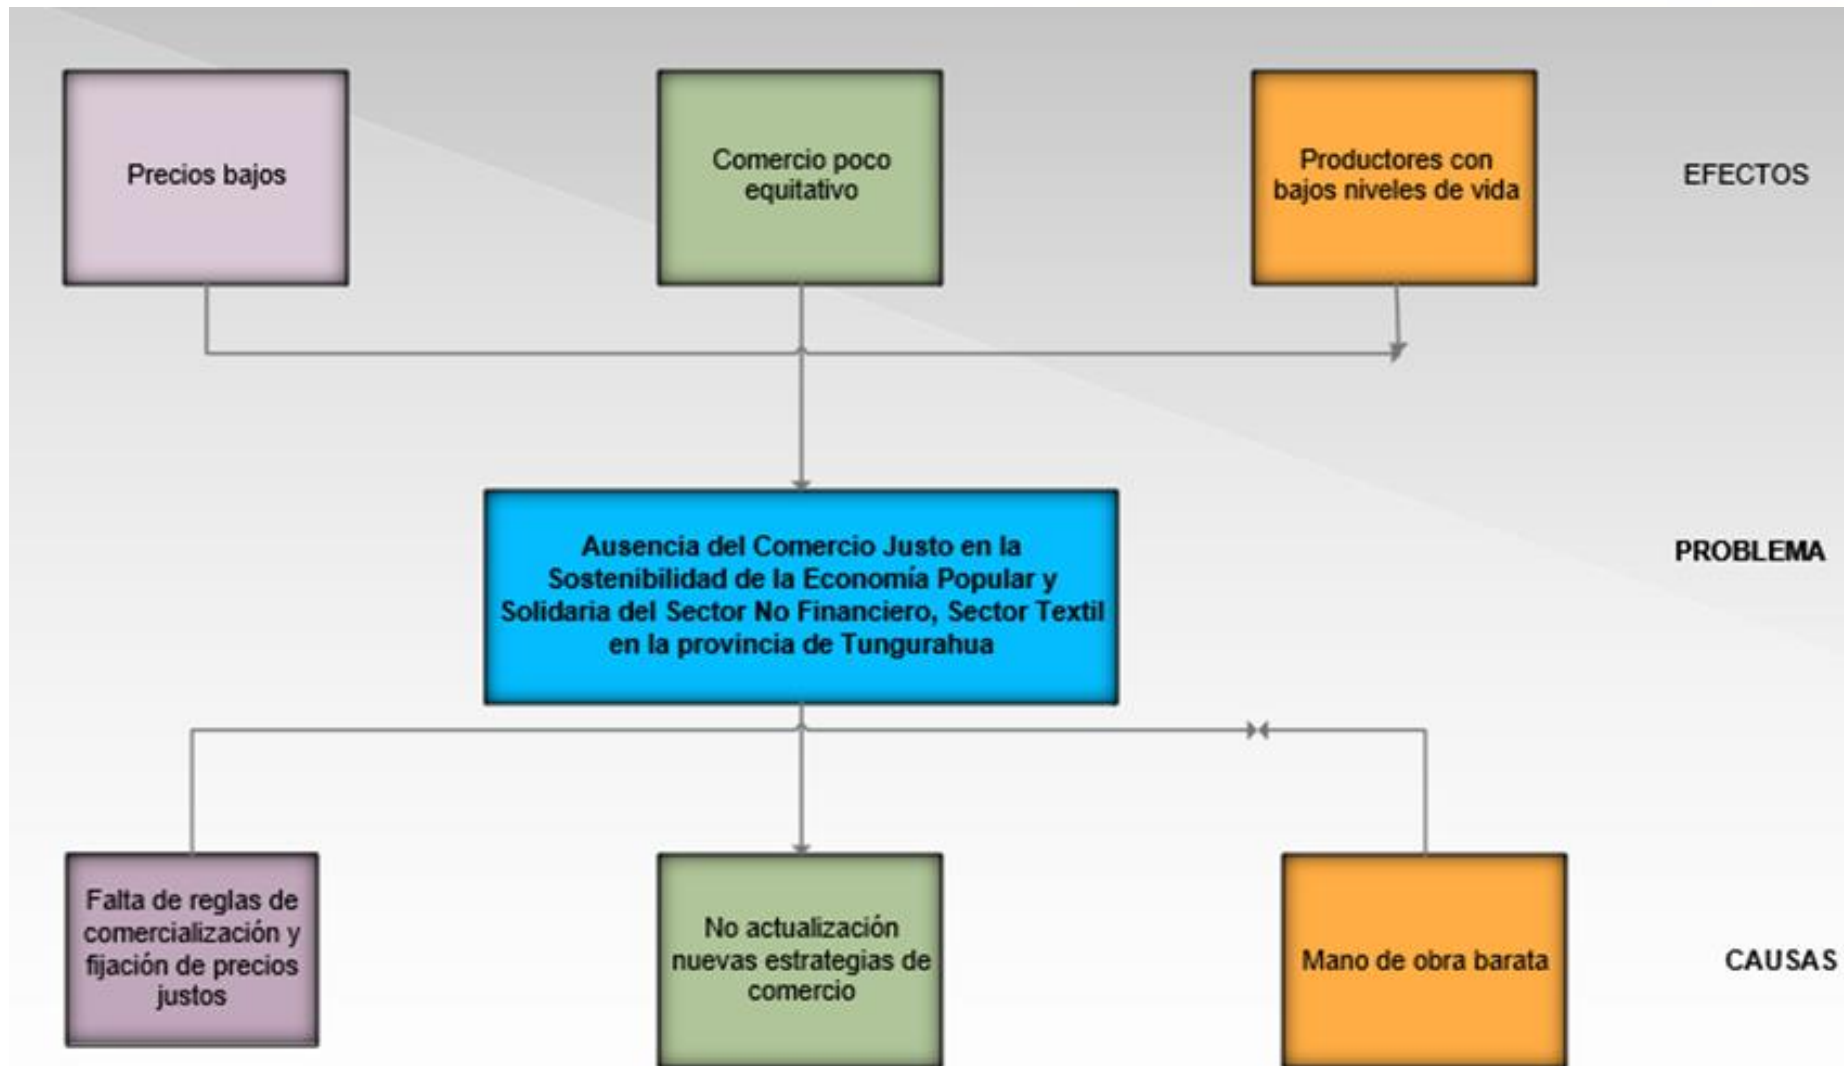 Precios bajos
Comercio poco
equitativo
Productores con
bajos niveles de vida
EFECTOS
Ausencia del Comercio Justo en la
Sostenibilidad de la Economía Popular y
Solidaria del Sector No Financiero, Sector Textil
en la provincia de Tungurahua
PROBLEMA
Falta de reglas de
comercialización y
fijación de precios
justos
No actualización
nuevas estrategias de
comercio
Mano de obra barata
CAUSAS